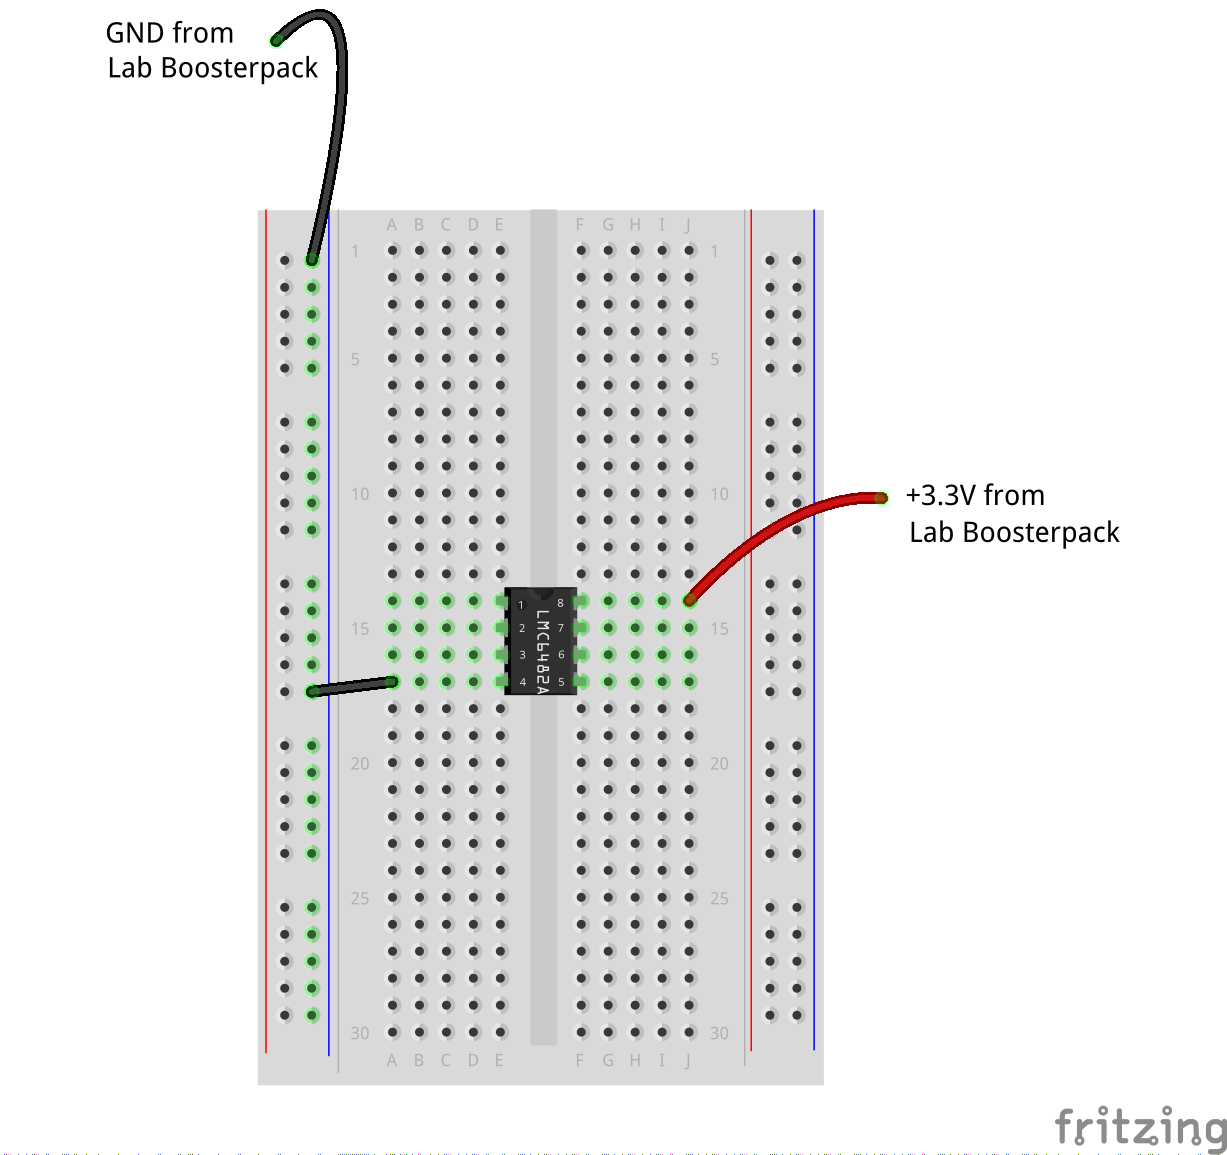 GND from
Lab Boosterpack
A B C D E F G H I J
1 1
5 5
10 10
+3.3V from
Lab Boosterpack
1 8
15 2 7 15
3 6
4 5
LMC6482A
20 20
25 25
30 30
A B C D E F G H I J
fritzing